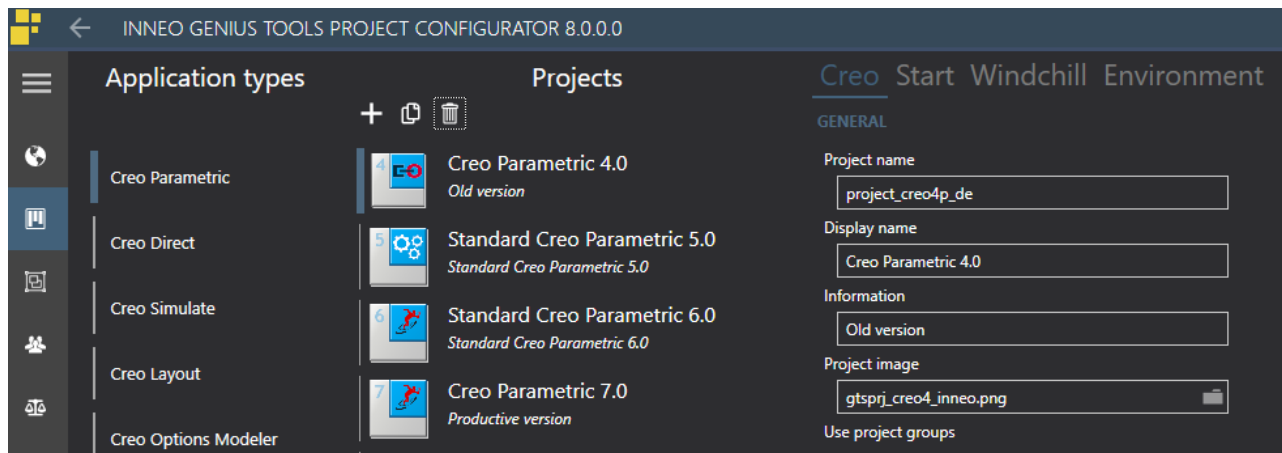 INNEO GENIUS TOOLS PROJECT CONFIGURATOR 8.0.0.0
Application types
Creo Parametric
Creo Direct
Creo Simulate
Creo Layout
Creo Options Modeler
Projects
4
Creo Parametric 4.0
Old version
5
Standard Creo Parametric 5.0
Standard Creo Parametric 5.0
6
Standard Creo Parametric 6.0
Standard Creo Parametric 6.0
7
Creo Parametric 7.0
Productive version
Creo Start Windchill Environment
GENERAL
Project name
project_creo4p_de
Display name
Creo Parametric 4.0
Information
Old version
Project image
gtsprj_creo4_inneo.png
Use project groups